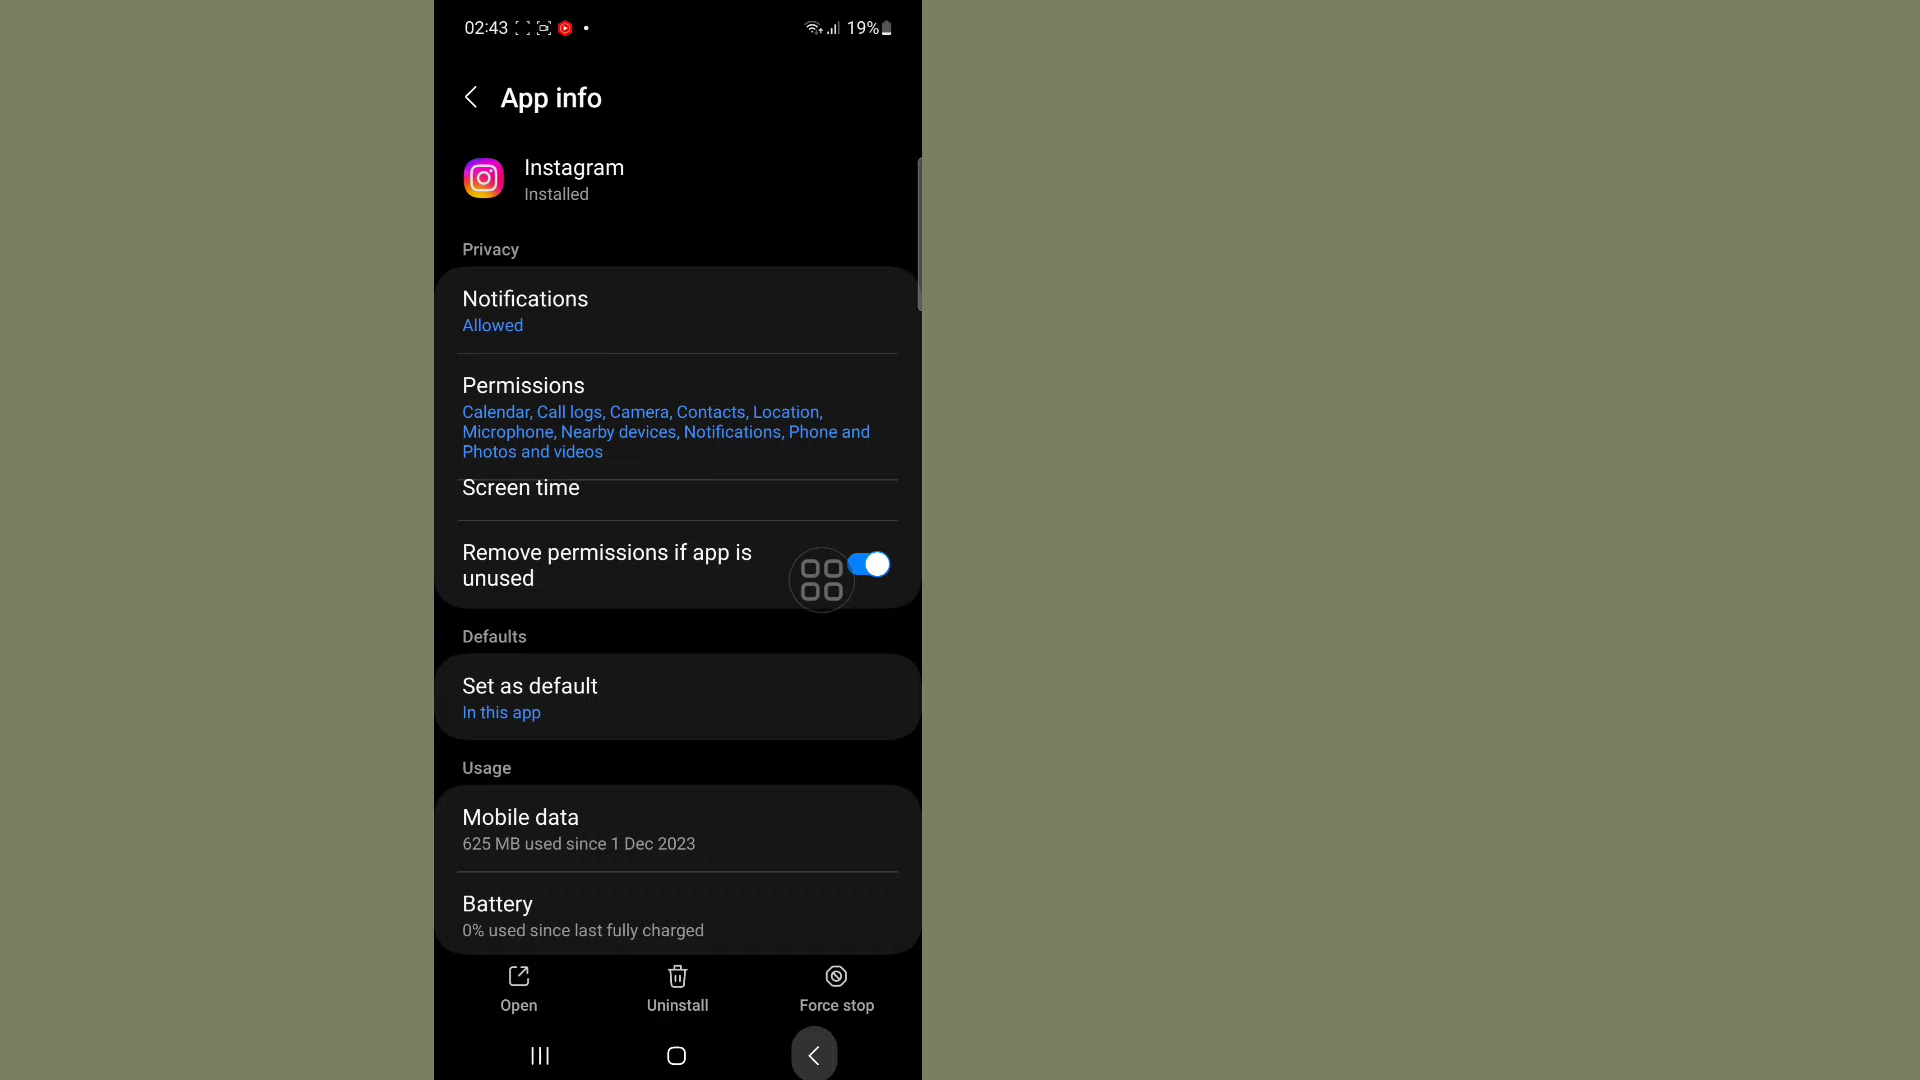 02:43
19%
App info
Instagram
Installed
Privacy
Notifications
Allowed
Permissions
Calendar, Call logs, Camera, Contacts, Location,
Microphone, Nearby devices, Notifications, Phone and
Photos and videos
Screen time
Remove permissions if app is
unused
Defaults
Set as default
In this app
Usage
Mobile data
625 MB used since 1 Dec 2023
Battery
0% used since last fully charged
Open
Uninstall
Force stop